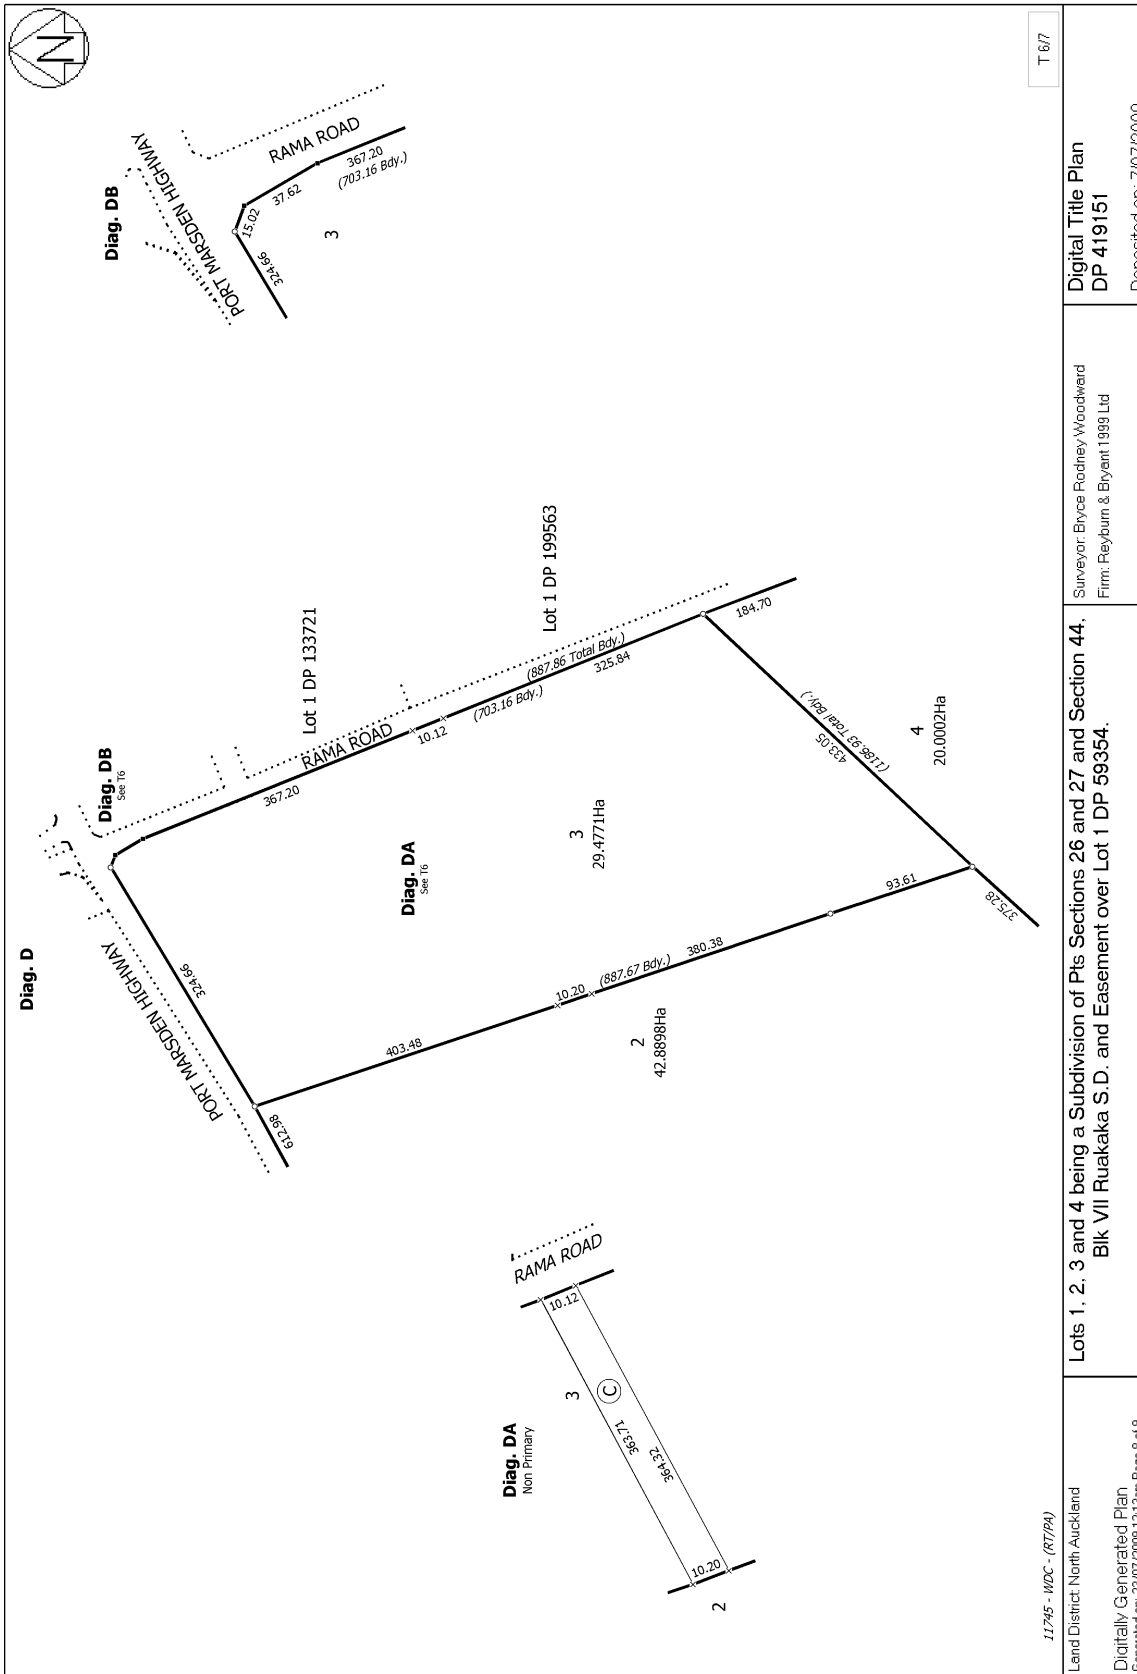 N
Diag. D
Diag. DB
PORT MARSDEN HIGHWAY
RAMA ROAD
15.02
37.62
367.20
(703.16 Bdy.)
324.66
3
Diag. DB
See T6
PORT MARSDEN HIGHWAY
RAMA ROAD
Lot 1 DP 133721
Lot 1 DP 199563
324.66
612.98
367.20
10.12
(703.16 Bdy.)
(887.86 Total Bdy.)
325.84
184.70
Diag. DA
See T6
3
29.4771Ha
403.48
10.20
(887.67 Bdy.)
380.38
93.61
375.28
433.05
(1186.93 Total Bdy.)
2
42.8898Ha
4
20.0002Ha
Diag. DA
Non Primary
RAMA ROAD
10.12
3
C
363.71
364.32
10.20
2
11745 - WDC - (RT/PA)
T 6/7
Land District: North Auckland
Digitally Generated Plan
Lots 1, 2, 3 and 4 being a Subdivision of Pts Sections 26 and 27 and Section 44,
Blk VII Ruakaka S.D. and Easement over Lot 1 DP 59354.
Surveyor: Bryce Rodney Woodward
Firm: Reyburn & Bryant 1999 Ltd
Digital Title Plan
DP 419151
Deposited on: